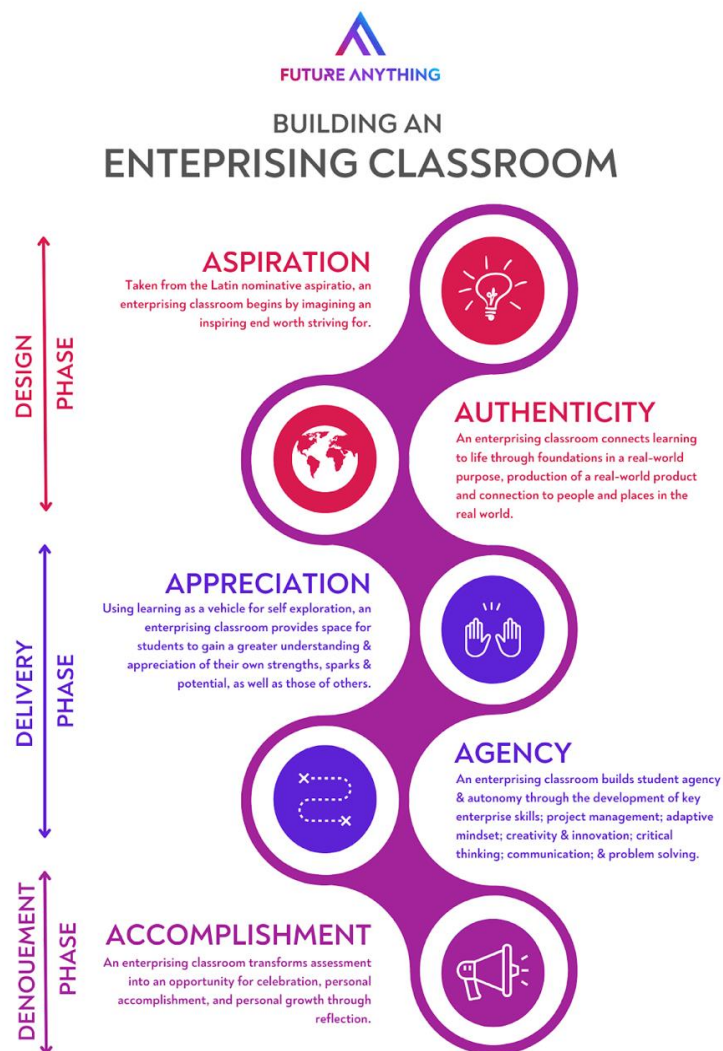 FUTURE ANYTHING
BUILDING AN
ENTEPRISING CLASSROOM
DESIGN
PHASE
ASPIRATION
Taken from the Latin nominative aspiratio, an
enterprising classroom begins by imagining an
inspiring end worth striving for.
AUTHENTICITY
An enterprising classroom connects learning
to life through foundations in a real-world
purpose, production of a real-world product
and connection to people and places in the
real world.
DELIVERY
PHASE
APPRECIATION
Using learning as a vehicle for self exploration, an
enterprising classroom provides space for
students to gain a greater understanding &
appreciation of their own strengths, sparks &
potential, as well as those of others.
AGENCY
An enterprising classroom builds student agency
& autonomy through the development of key
enterprise skills; project management; adaptive
mindset; creativity & innovation; critical
thinking; communication; & problem solving.
DENOUEMENT
PHASE
ACCOMPLISHMENT
An enterprising classroom transforms assessment
into an opportunity for celebration, personal
accomplishment, and personal growth through
reflection.